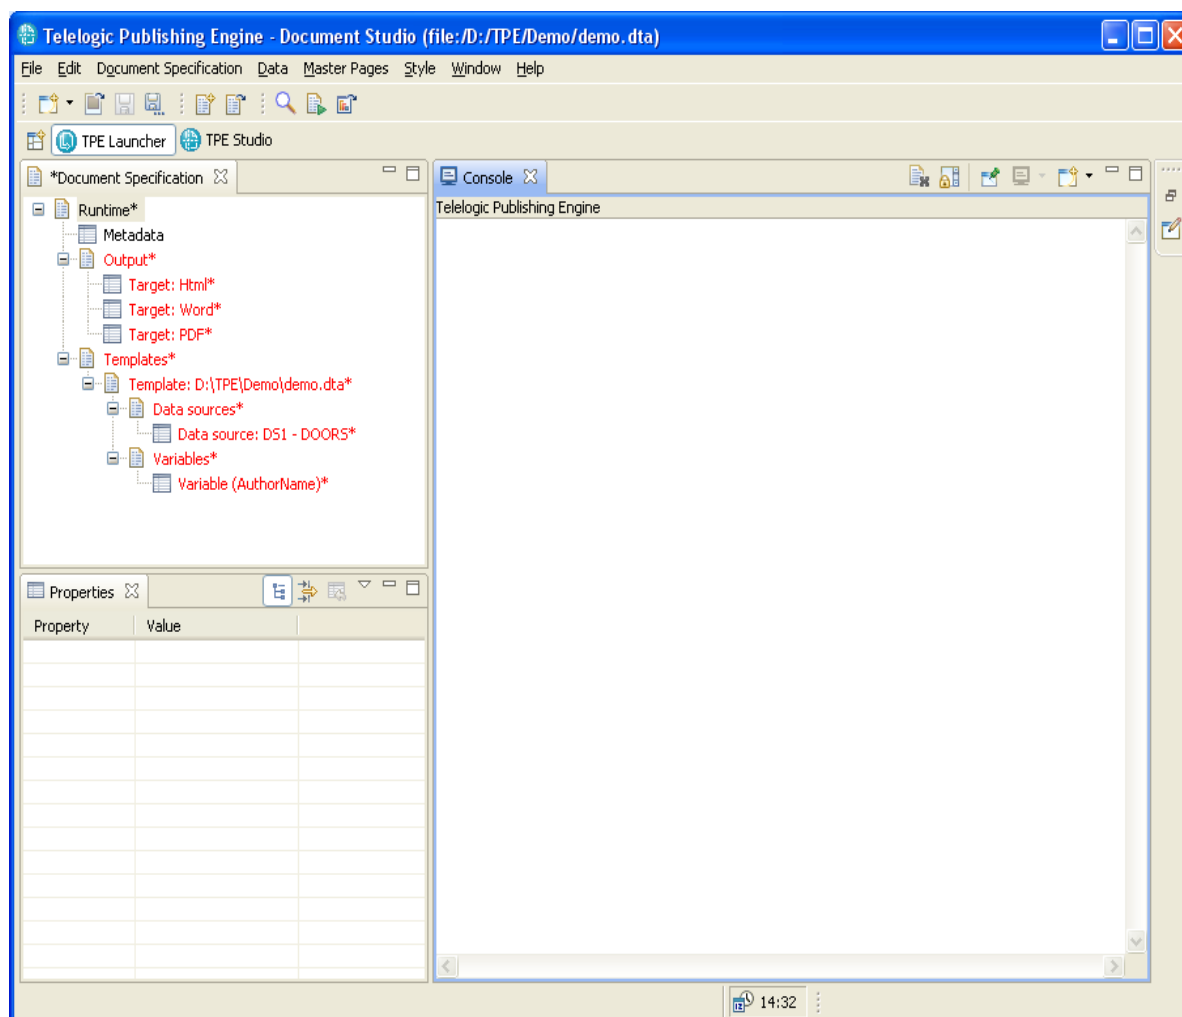 Telelogic Publishing Engine - Document Studio (file:/D:/TPE/Demo/demo.dta)
File Edit Document Specification Data Master Pages Style Window Help
TPE Launcher TPE Studio
*Document Specification
Runtime*
Metadata
Output*
Target: Html*
Target: Word*
Target: PDF*
Templates*
Template: D:\TPE\Demo\demo.dta*
Data sources*
Data source: DS1 - DOORS*
Variables*
Variable (AuthorName)*
Console
Telelogic Publishing Engine
Properties
Property Value
14:32